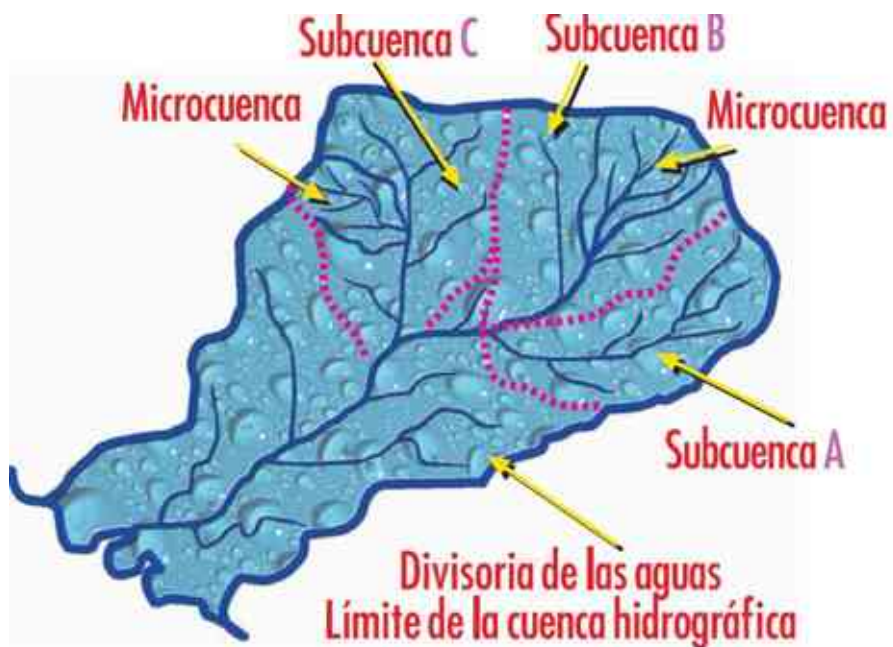 Subcuenca C
Subcuenca B
Microcuenca
Microcuenca
Subcuenca A
Divisoria de las aguas
Límite de la cuenca hidrográfica